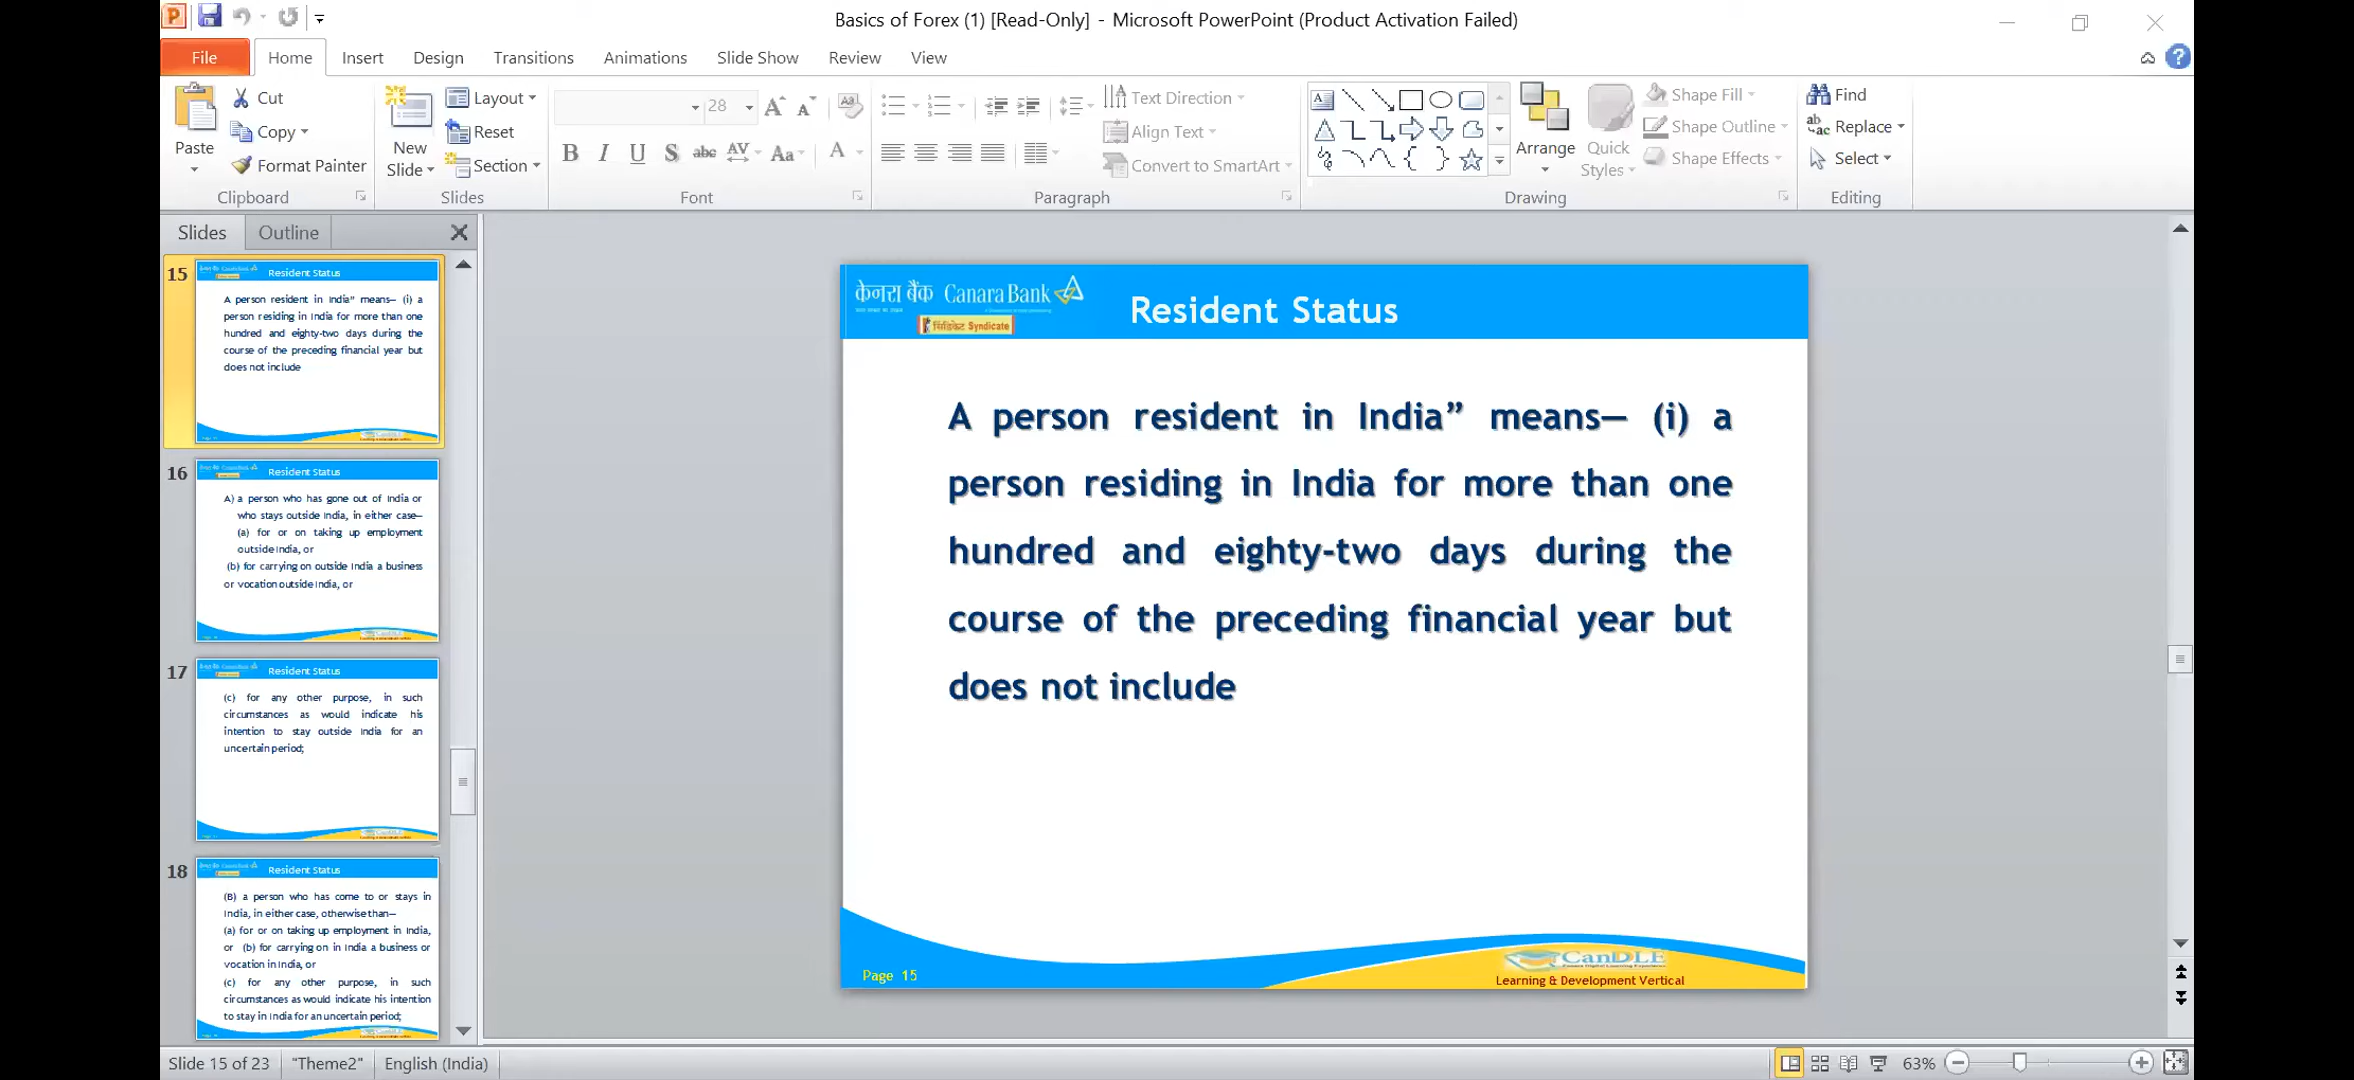 Basics of Forex (1) [Read-Only] - Microsoft PowerPoint (Product Activation Failed)
File Home Insert Design Transitions Animations Slide Show Review View
Paste
Cut
Copy
Format Painter
Clipboard
New
Slide
Layout
Reset
Section
Slides
28
B I U S abc AV Aa A
Font
Text Direction
Align Text
Convert to SmartArt
Paragraph
Arrange
Quick
Styles
Shape Fill
Shape Outline
Shape Effects
Drawing
Find
Replace
Select
Editing
Slides Outline
15
Resident Status
A person resident in India” means— (i) a
person residing in India for more than one
hundred and eighty-two days during the
course of the preceding financial year but
does not include
16
Resident Status
A) a person who has gone out of India or
who stays outside India, in either case—
(a) for or on taking up employment
outside India, or
(b) for carrying on outside India a business
or vocation outside India, or
17
Resident Status
(c) for any other purpose, in such
circumstances as would indicate his
intention to stay outside India for an
uncertain period;
18
Resident Status
(B) a person who has come to or stays in
India, in either case, otherwise than—
(a) for or on taking up employment in India,
or (b) for carrying on in India a business or
vocation in India, or
(c) for any other purpose, in such
circumstances as would indicate his intention
to stay in India for an uncertain period;
केनरा बैंक Canara Bank
सिंडिकेट Syndicate
Resident Status
A person resident in India” means— (i) a
person residing in India for more than one
hundred and eighty-two days during the
course of the preceding financial year but
does not include
Page 15
CanDLE
Learning & Development Vertical
Slide 15 of 23 "Theme2" English (India) 63%